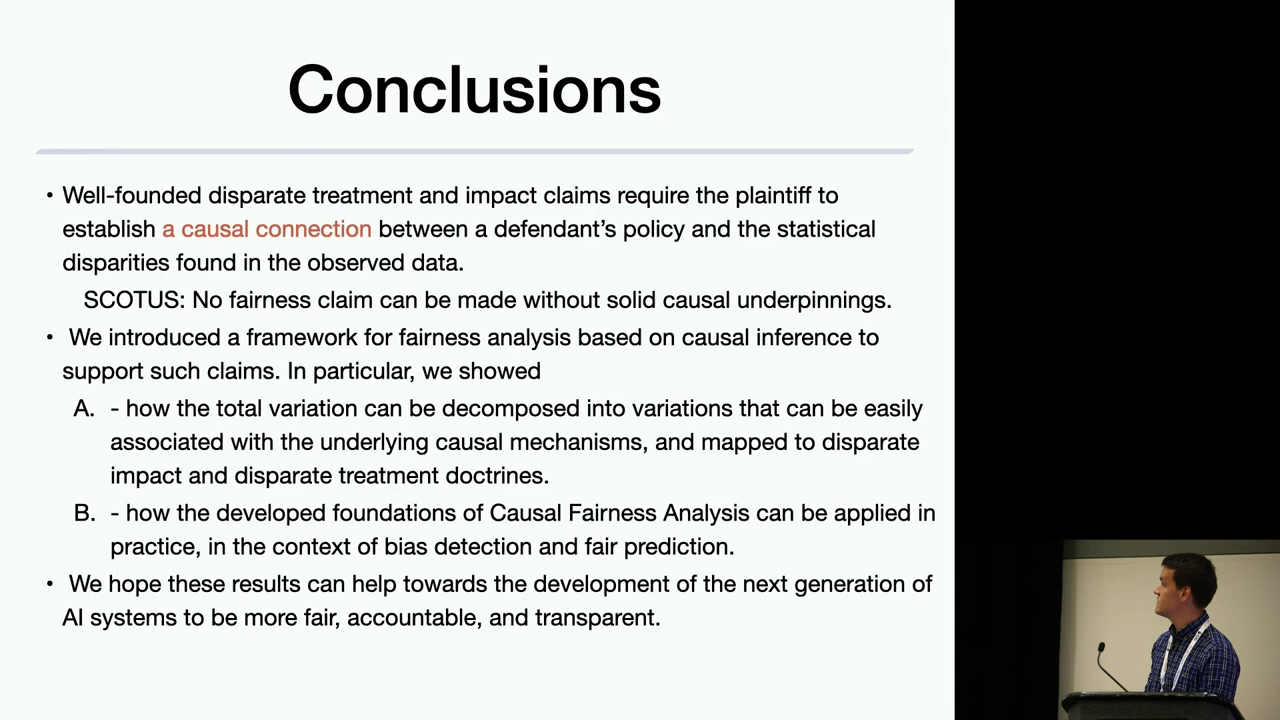 Conclusions
• Well-founded disparate treatment and impact claims require the plaintiff to
establish a causal connection between a defendant’s policy and the statistical
disparities found in the observed data.
SCOTUS: No fairness claim can be made without solid causal underpinnings.
• We introduced a framework for fairness analysis based on causal inference to
support such claims. In particular, we showed
A. - how the total variation can be decomposed into variations that can be easily
associated with the underlying causal mechanisms, and mapped to disparate
impact and disparate treatment doctrines.
B. - how the developed foundations of Causal Fairness Analysis can be applied in
practice, in the context of bias detection and fair prediction.
• We hope these results can help towards the development of the next generation of
AI systems to be more fair, accountable, and transparent.